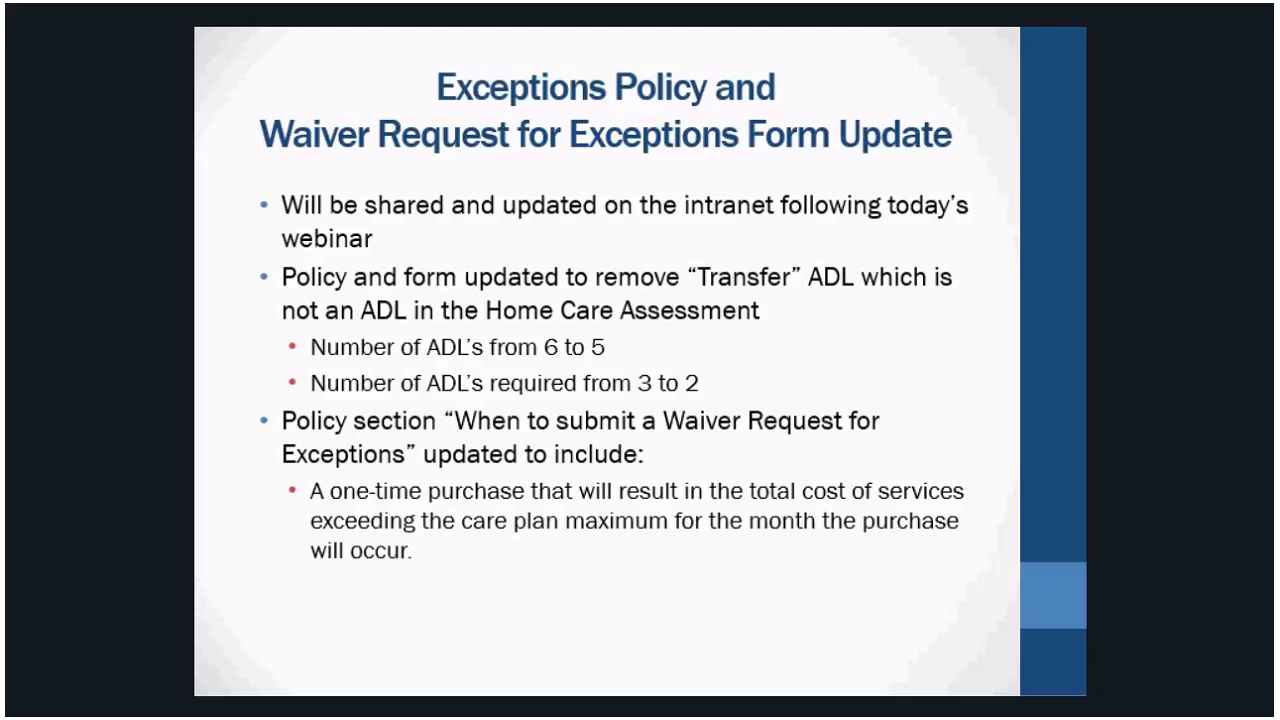 Exceptions Policy and
Waiver Request for Exceptions Form Update
• Will be shared and updated on the intranet following today’s
webinar
• Policy and form updated to remove “Transfer” ADL which is
not an ADL in the Home Care Assessment
• Number of ADL’s from 6 to 5
• Number of ADL’s required from 3 to 2
• Policy section “When to submit a Waiver Request for
Exceptions” updated to include:
• A one-time purchase that will result in the total cost of services
exceeding the care plan maximum for the month the purchase
will occur.